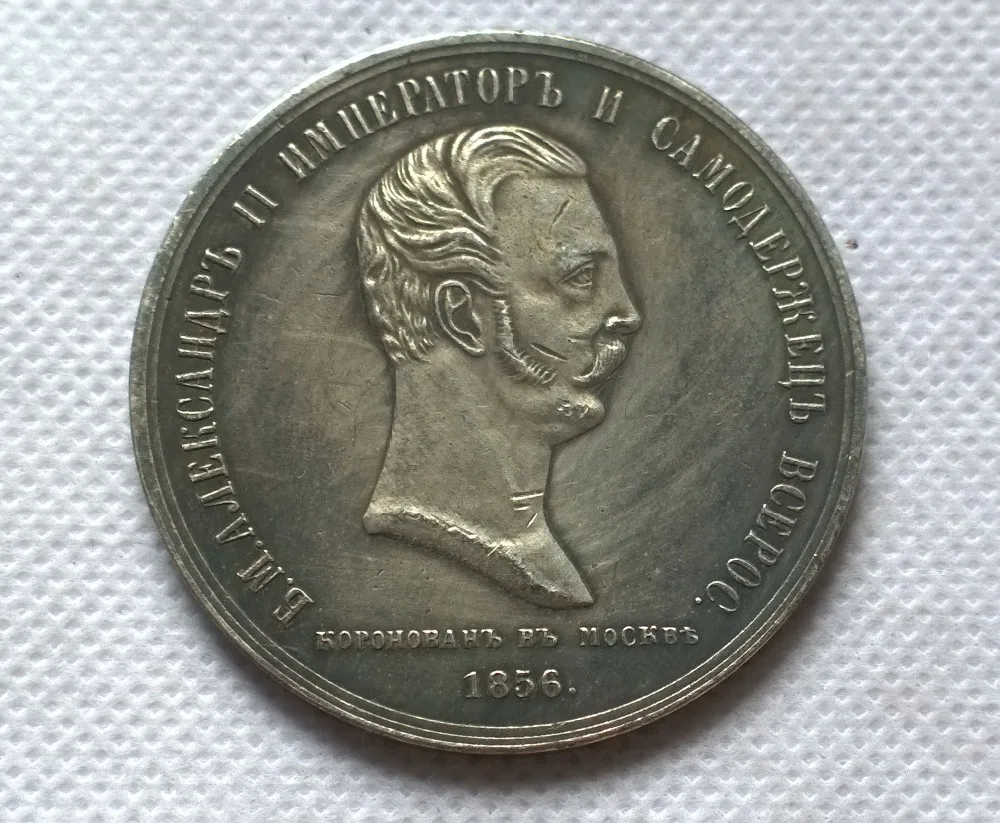 Б.М.АЛЕКСАНДРЪ II ИМПЕРАТОРЪ И САМОДЕРЖЕЦЪ ВСЕРОС.
КОРОНОВАНЪ ВЪ МОСКВѢ
1856.